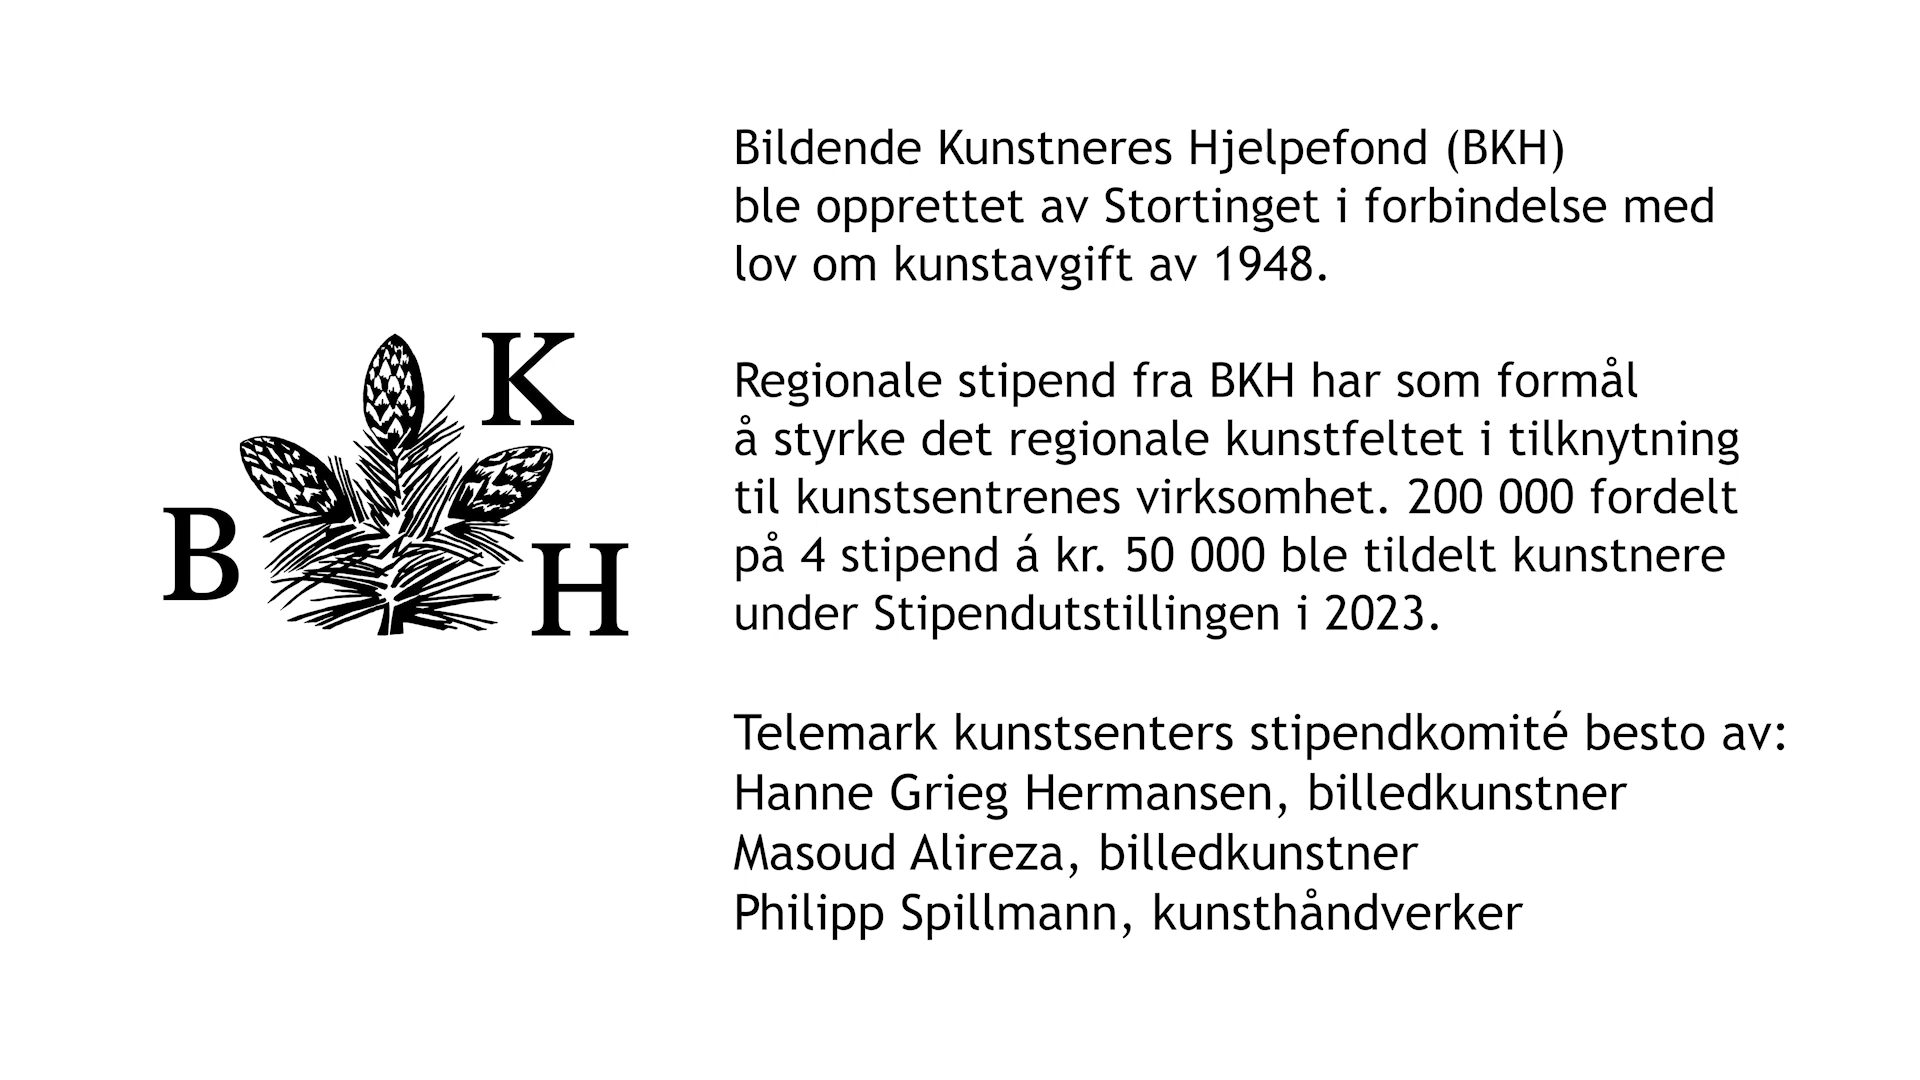 B K H
Bildende Kunstneres Hjelpefond (BKH)
ble opprettet av Stortinget i forbindelse med
lov om kunstavgift av 1948.
Regionale stipend fra BKH har som formål
å styrke det regionale kunstfeltet i tilknytning
til kunstsentrenes virksomhet. 200 000 fordelt
på 4 stipend á kr. 50 000 ble tildelt kunstnere
under Stipendutstillingen i 2023.
Telemark kunstsenters stipendkomité besto av:
Hanne Grieg Hermansen, billedkunstner
Masoud Alireza, billedkunstner
Philipp Spillmann, kunsthåndverker